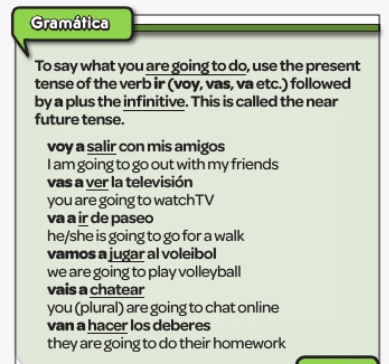 Gramática
To say what you are going to do, use the present
tense of the verb ir (voy, vas, va etc.) followed
by a plus the infinitive. This is called the near
future tense.
voy a salir con mis amigos
I am going to go out with my friends
vas a ver la televisión
you are going to watch TV
va a ir de paseo
he/she is going to go for a walk
vamos a jugar al voleibol
we are going to play volleyball
vais a chatear
you (plural) are going to chat online
van a hacer los deberes
they are going to do their homework